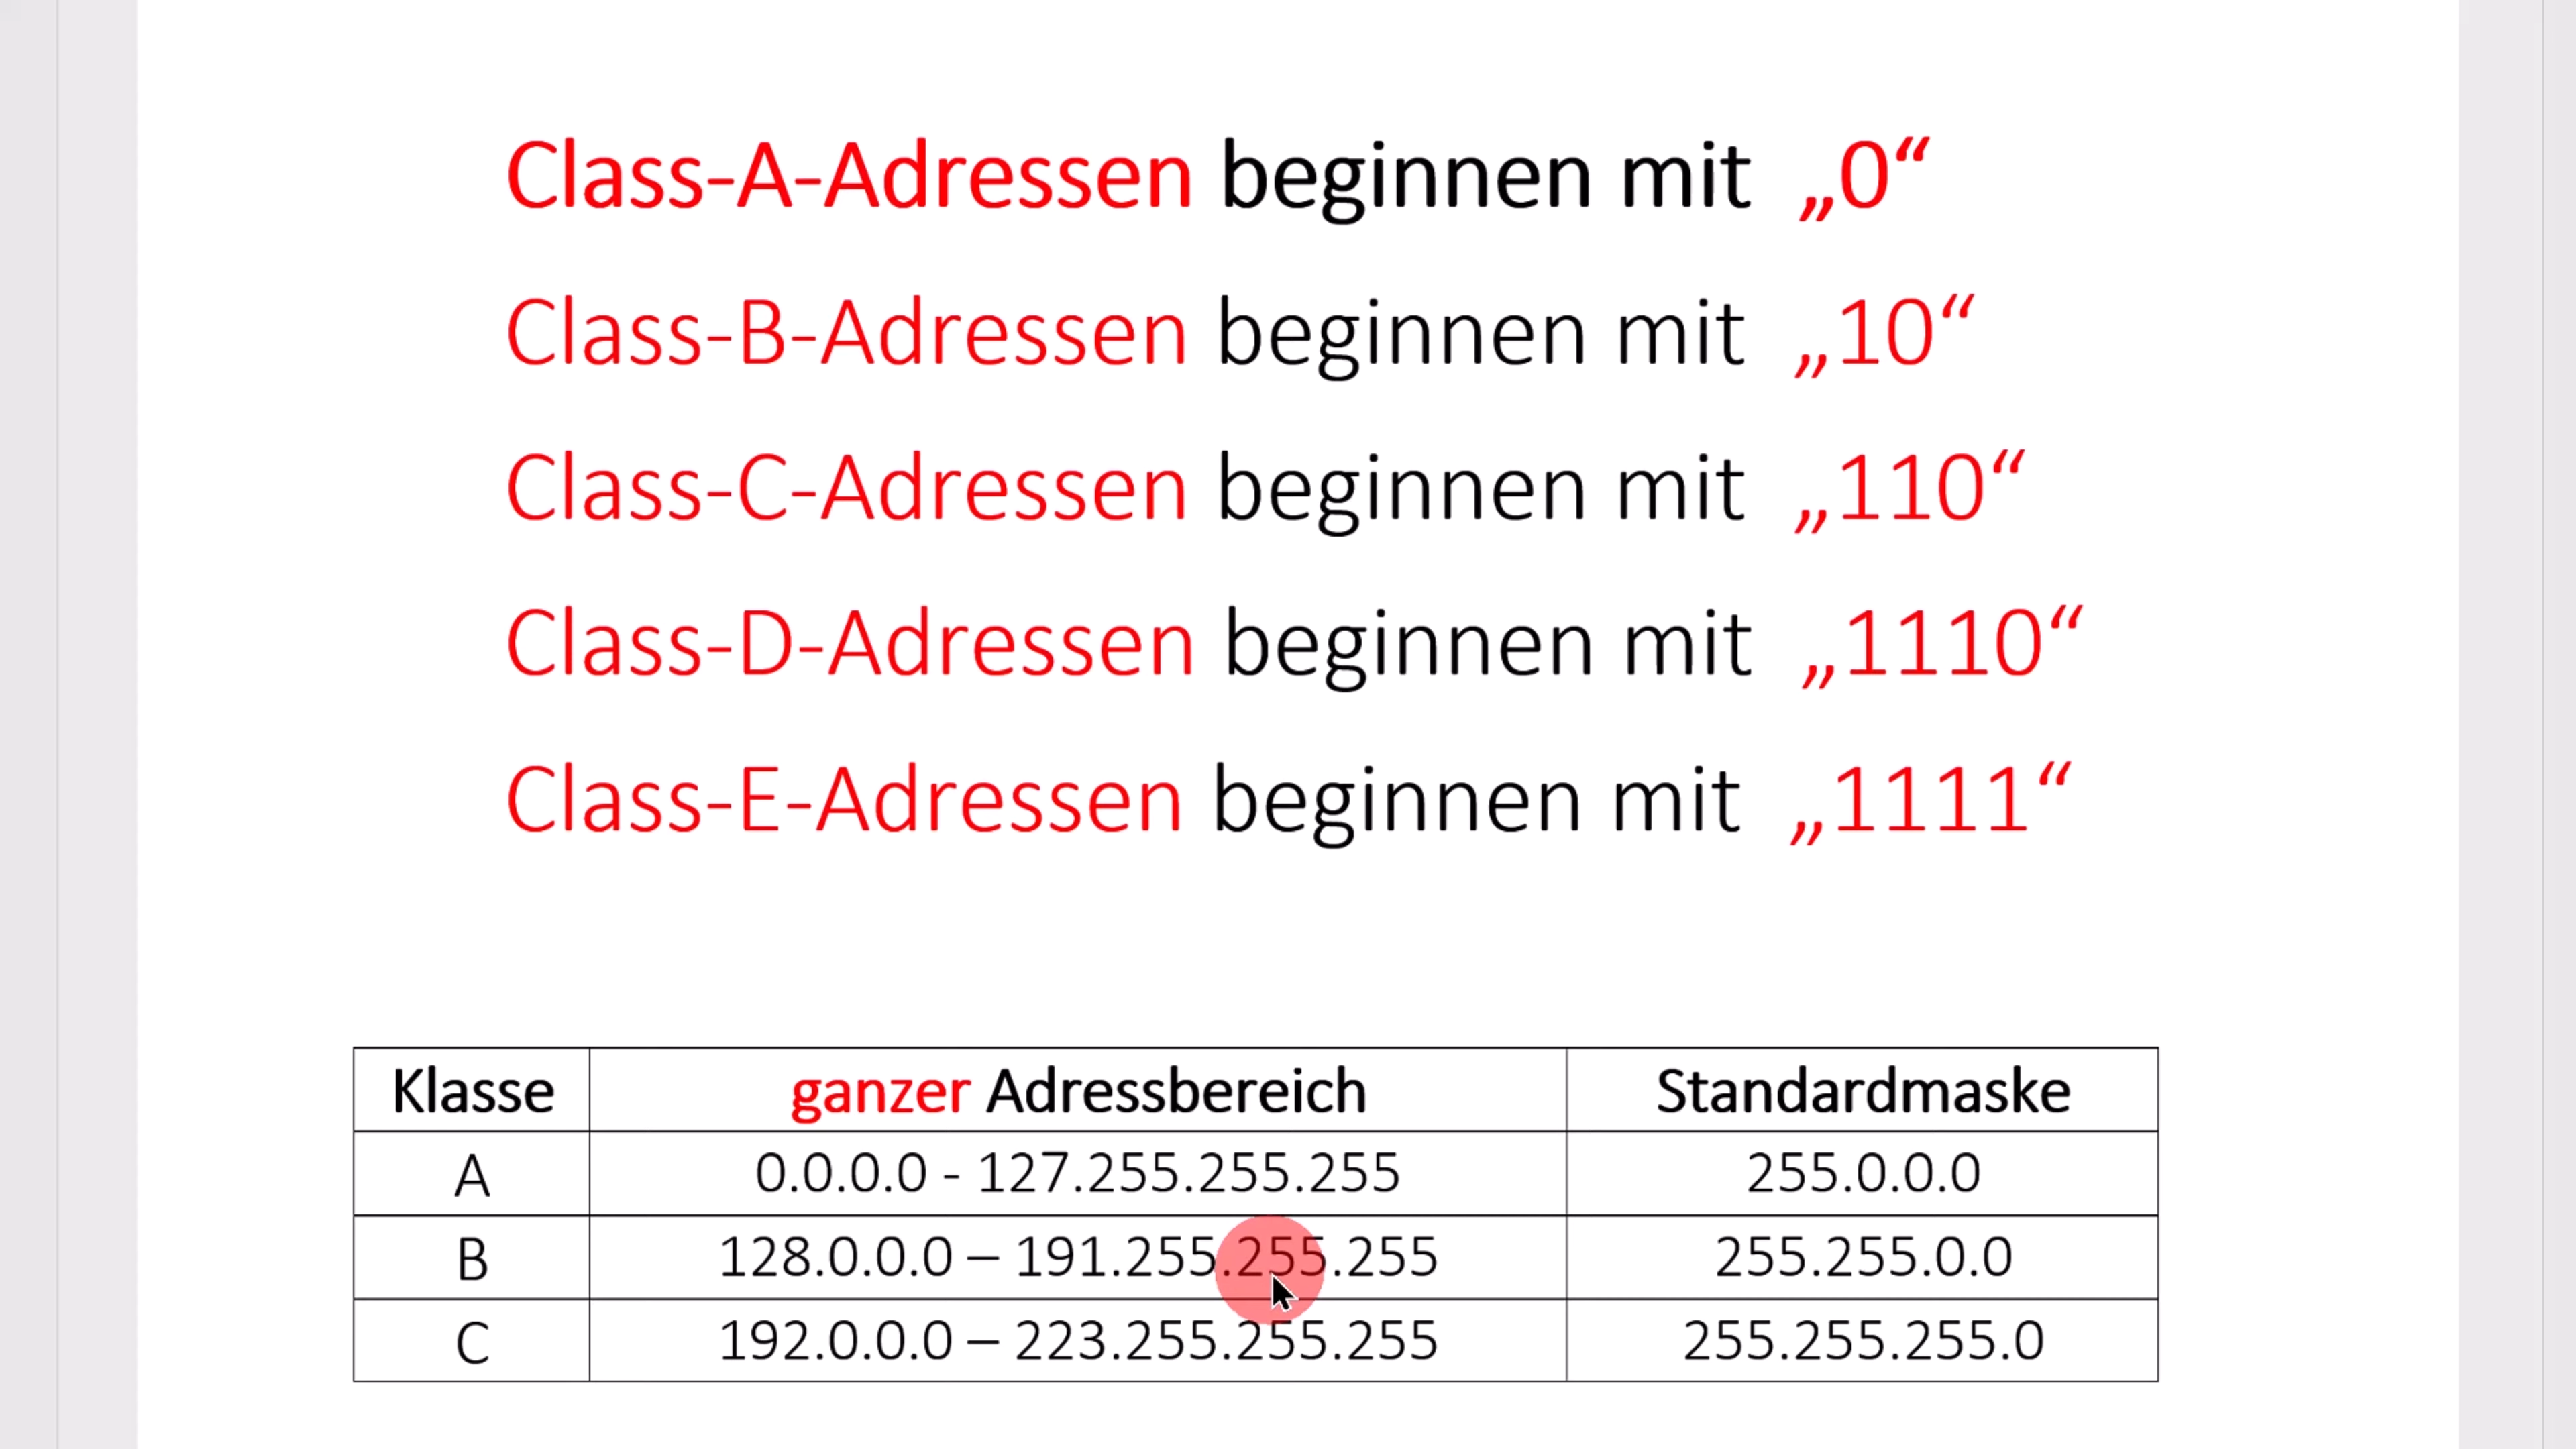 Class-A-Adressen beginnen mit „0“
Class-B-Adressen beginnen mit „10“
Class-C-Adressen beginnen mit „110“
Class-D-Adressen beginnen mit „1110“
Class-E-Adressen beginnen mit „1111“
Klasse ganzer Adressbereich Standardmaske
A 0.0.0.0 - 127.255.255.255 255.0.0.0
B 128.0.0.0 – 191.255.255.255 255.255.0.0
C 192.0.0.0 – 223.255.255.255 255.255.255.0